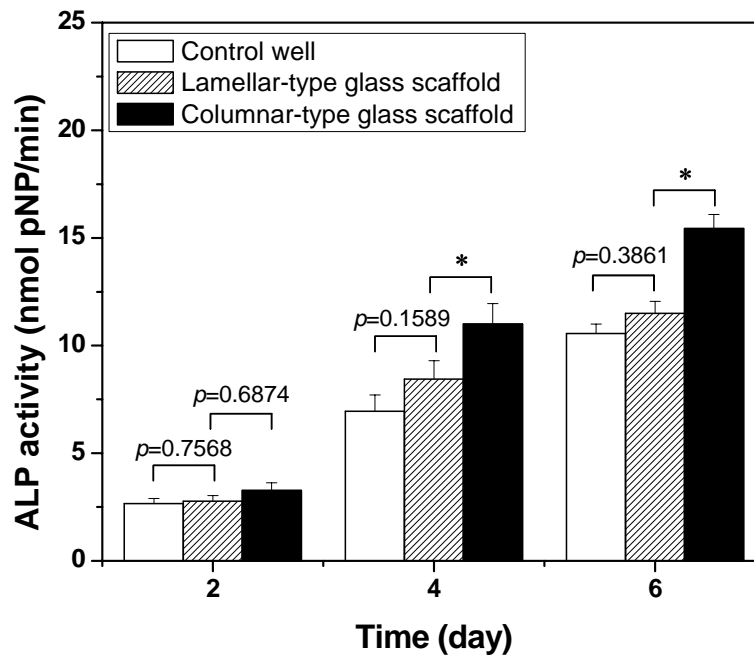 25
20
15
10
5
0
ALP activity (nmol pNP/min)
Control well
Lamellar-type glass scaffold
Columnar-type glass scaffold
p=0.7568
p=0.6874
p=0.1589
*
p=0.3861
*
2
4
6
Time (day)